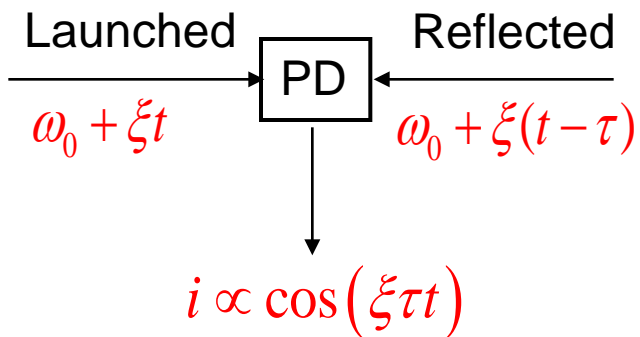 Launched PD Reflected
ω₀ + ξt ω₀ + ξ(t − τ)
i ∝ cos(ξτt)